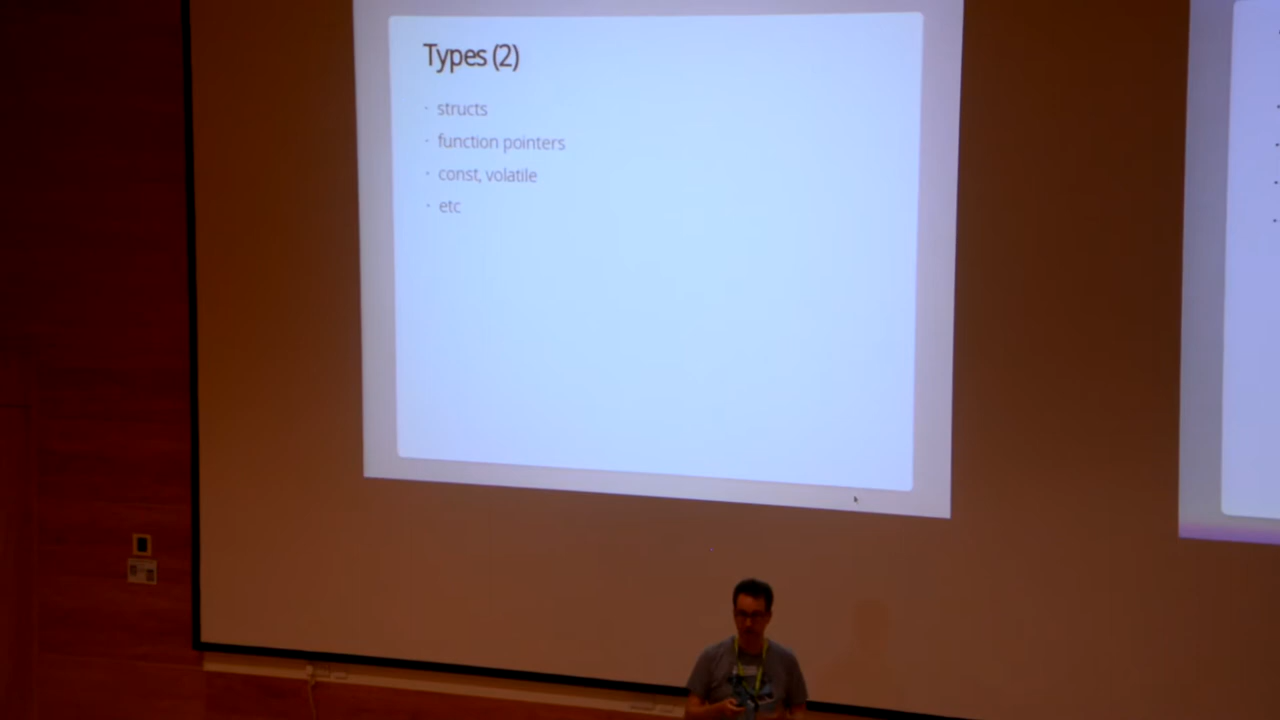 Types (2)
· structs
· function pointers
· const, volatile
· etc